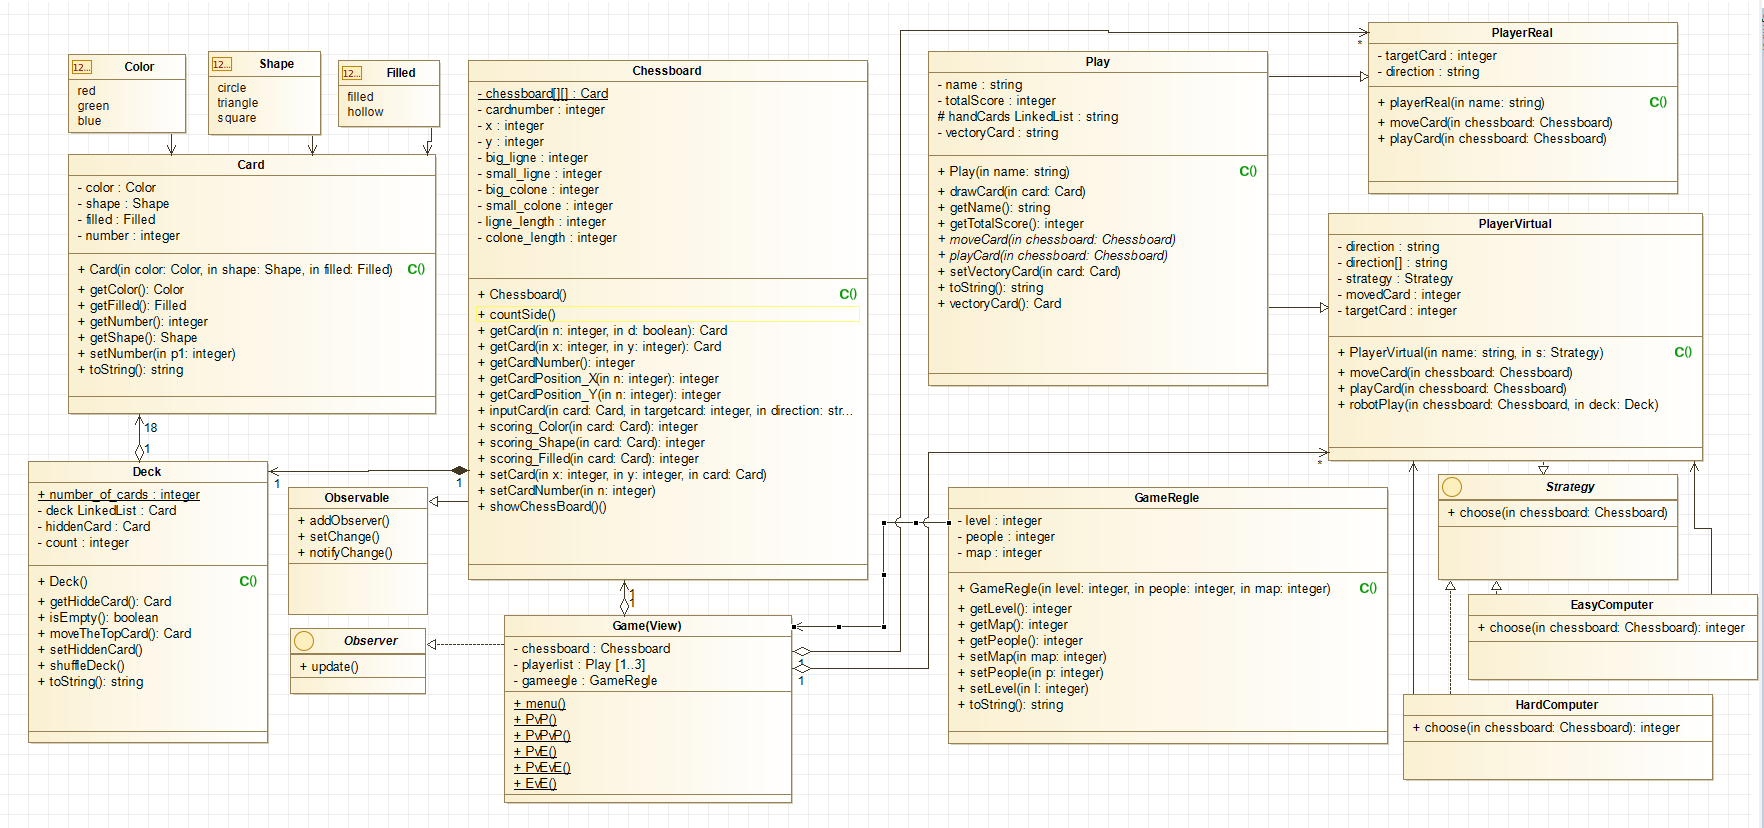 12... Color
red
green
blue
12... Shape
circle
triangle
square
12... Filled
filled
hollow
Card
- color : Color
- shape : Shape
- filled : Filled
- number : integer
+ Card(in color: Color, in shape: Shape, in filled: Filled) C()
+ getColor(): Color
+ getFilled(): Filled
+ getNumber(): integer
+ getShape(): Shape
+ setNumber(in p1: integer)
+ toString(): string
18
1
Deck
+ number_of_cards : integer
- deck LinkedList : Card
- hiddenCard : Card
- count : integer
+ Deck() C()
+ getHiddeCard(): Card
+ isEmpty(): boolean
+ moveTheTopCard(): Card
+ setHiddenCard()
+ shuffleDeck()
+ toString(): string
1
1
Observable
+ addObserver()
+ setChange()
+ notifyChange()
Observer
+ update()
Chessboard
- chessboard[][] : Card
- cardnumber : integer
- x : integer
- y : integer
- big_ligne : integer
- small_ligne : integer
- big_colone : integer
- small_colone : integer
- ligne_length : integer
- colone_length : integer
+ Chessboard() C()
+ countSide()
+ getCard(in n: integer, in d: boolean): Card
+ getCard(in x: integer, in y: integer): Card
+ getCardNumber(): integer
+ getCardPosition_X(in n: integer): integer
+ getCardPosition_Y(in n: integer): integer
+ inputCard(in card: Card, in targetcard: integer, in direction: str...
+ scoring_Color(in card: Card): integer
+ scoring_Shape(in card: Card): integer
+ scoring_Filled(in card: Card): integer
+ setCard(in x: integer, in y: integer, in card: Card)
+ setCardNumber(in n: integer)
+ showChessBoard()()
1
1
Game(View)
- chessboard : Chessboard
- playerlist : Play [1..3]
- gameegle : GameRegle
+ menu()
+ PvP()
+ PvPvP()
+ PvE()
+ PvEvE()
+ EvE()
1
1
Play
- name : string
- totalScore : integer
# handCards LinkedList : string
- vectoryCard : string
+ Play(in name: string) C()
+ drawCard(in card: Card)
+ getName(): string
+ getTotalScore(): integer
+ moveCard(in chessboard: Chessboard)
+ playCard(in chessboard: Chessboard)
+ setVectoryCard(in card: Card)
+ toString(): string
+ vectoryCard(): Card
*
PlayerReal
- targetCard : integer
- direction : string
+ playerReal(in name: string) C()
+ moveCard(in chessboard: Chessboard)
+ playCard(in chessboard: Chessboard)
PlayerVirtual
- direction : string
- direction[] : string
- strategy : Strategy
- movedCard : integer
- targetCard : integer
+ PlayerVirtual(in name: string, in s: Strategy) C()
+ moveCard(in chessboard: Chessboard)
+ playCard(in chessboard: Chessboard)
+ robotPlay(in chessboard: Chessboard, in deck: Deck)
*
GameRegle
- level : integer
- people : integer
- map : integer
+ GameRegle(in level: integer, in people: integer, in map: integer) C()
+ getLevel(): integer
+ getMap(): integer
+ getPeople(): integer
+ setMap(in map: integer)
+ setPeople(in p: integer)
+ setLevel(in l: integer)
+ toString(): string
Strategy
+ choose(in chessboard: Chessboard)
EasyComputer
+ choose(in chessboard: Chessboard): integer
HardComputer
+ choose(in chessboard: Chessboard): integer